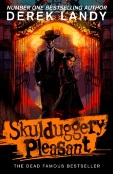 NUMBER ONE BESTSELLING AUTHOR
DEREK LANDY
Skulduggery
Pleasant
THE DEAD FAMOUS BESTSELLER